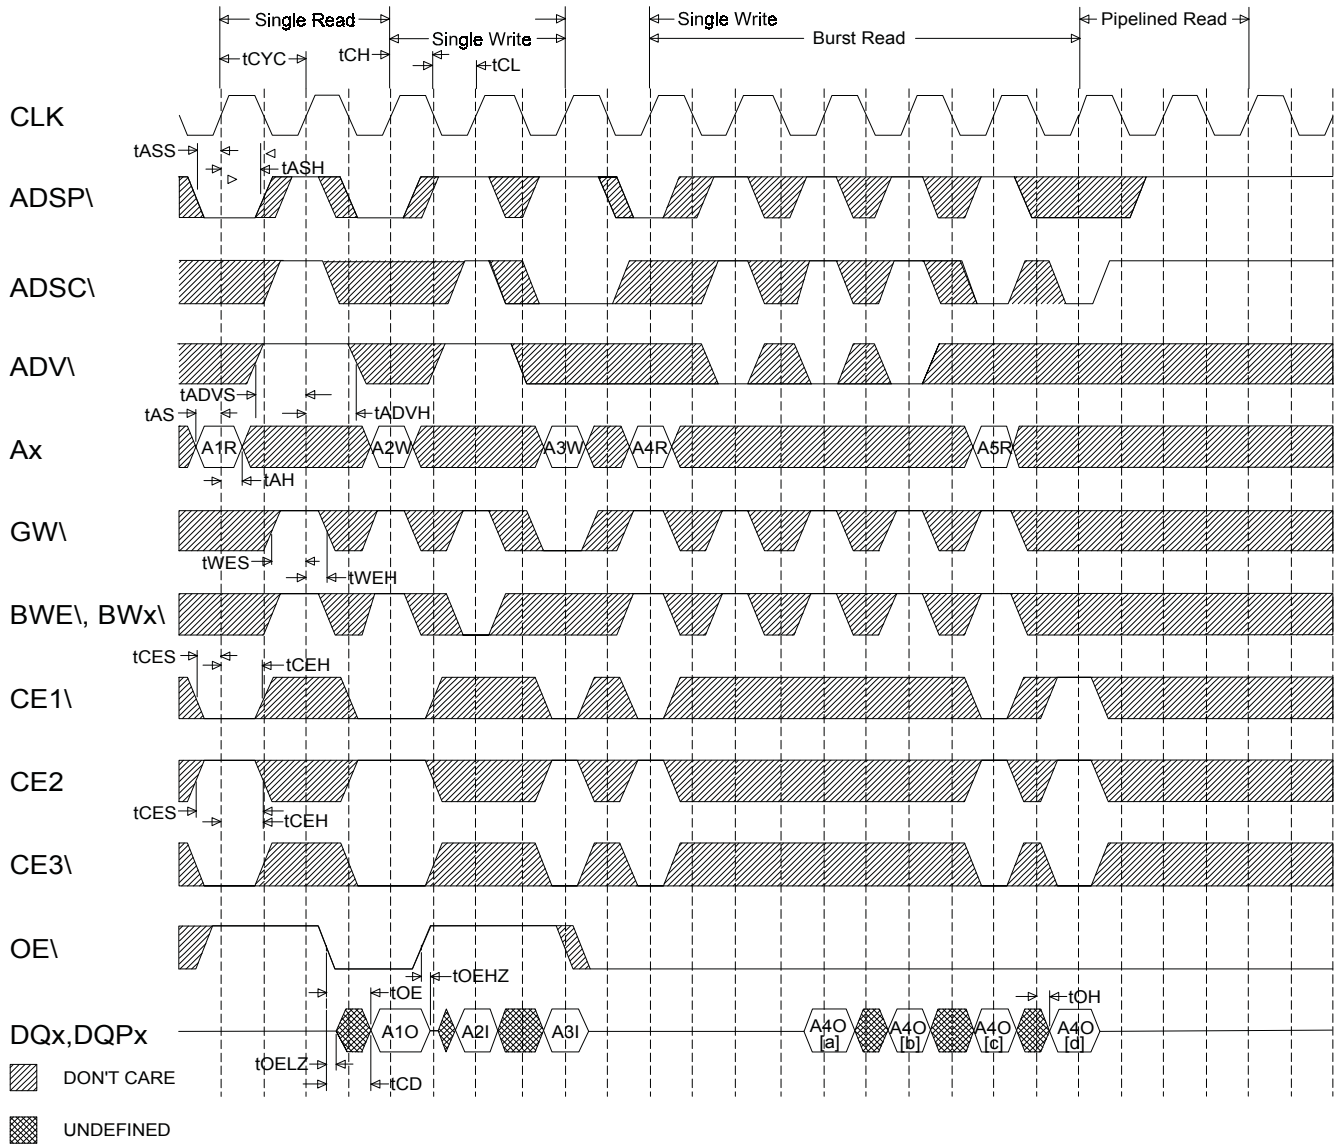 Single Read
Single Write
Single Write
Burst Read
Pipelined Read
tCYC
tCH
tCL
CLK
tASS
tASH
ADSP\
ADSC\
ADV\
tADVS
tADVH
tAS
Ax
A1R
A2W
A3W
A4R
A5R
tAH
GW\
tWES
tWEH
BWE\, BWx\
tCES
tCEH
CE1\
CE2
tCES
tCEH
CE3\
OE\
tOEHZ
tOE
tOH
DQx,DQPx
A1O
A2I
A3I
A4O
[a]
A4O
[b]
A4O
[c]
A4O
[d]
tOELZ
tCD
DON'T CARE
UNDEFINED